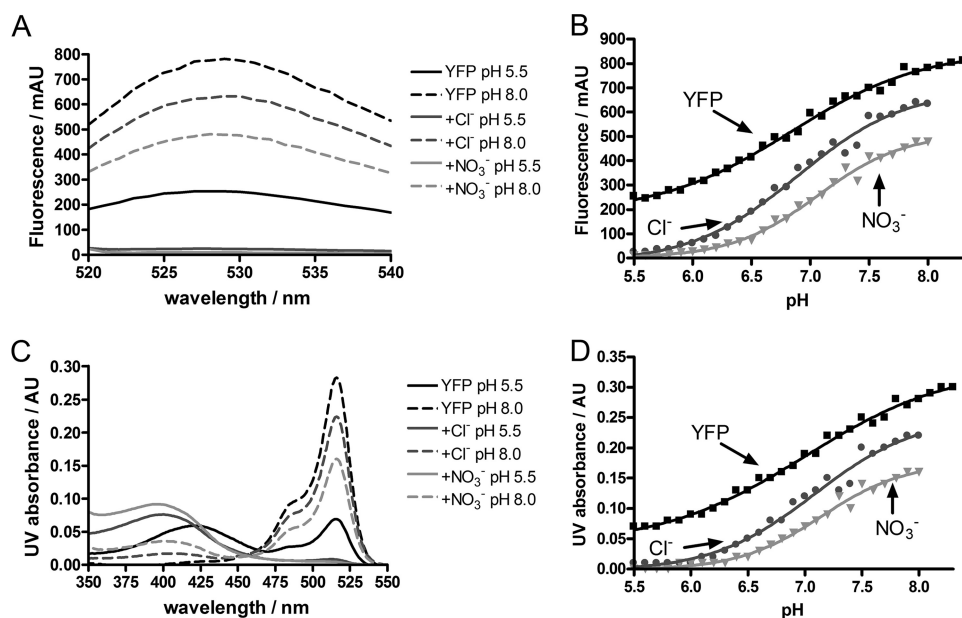 A
Fluorescence / mAU
800
700
600
500
400
300
200
100
0
520
525
530
535
540
wavelength / nm
YFP pH 5.5
YFP pH 8.0
+Cl⁻ pH 5.5
+Cl⁻ pH 8.0
+NO₃⁻ pH 5.5
+NO₃⁻ pH 8.0
B
Fluorescence / mAU
900
800
700
600
500
400
300
200
100
0
5.5
6.0
6.5
7.0
7.5
8.0
pH
YFP
Cl⁻
NO₃⁻
C
UV absorbance / AU
0.30
0.25
0.20
0.15
0.10
0.05
0.00
350
375
400
425
450
475
500
525
550
wavelength / nm
YFP pH 5.5
YFP pH 8.0
+Cl⁻ pH 5.5
+Cl⁻ pH 8.0
+NO₃⁻ pH 5.5
+NO₃⁻ pH 8.0
D
UV absorbance / AU
0.35
0.30
0.25
0.20
0.15
0.10
0.05
0.00
5.5
6.0
6.5
7.0
7.5
8.0
pH
YFP
Cl⁻
NO₃⁻